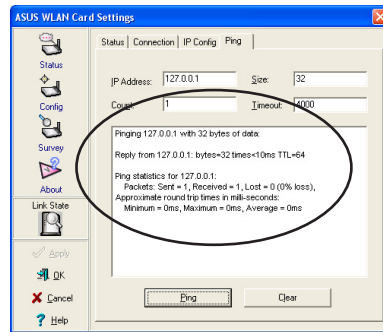 ASUS WLAN Card Settings
Status
Config
Survey
About
Link State
Apply
OK
Cancel
Help
Status Connection IP Config Ping
IP Address: 127.0.0.1 Size: 32
Count: 1 Timeout: 4000
Pinging 127.0.0.1 with 32 bytes of data:
Reply from 127.0.0.1: bytes=32 times<10ms TTL=64
Ping statistics for 127.0.0.1:
Packets: Sent = 1, Received = 1, Lost = 0 (0% loss),
Approximate round trip times in milli-seconds:
Minimum = 0ms, Maximum = 0ms, Average = 0ms
Ping Clear